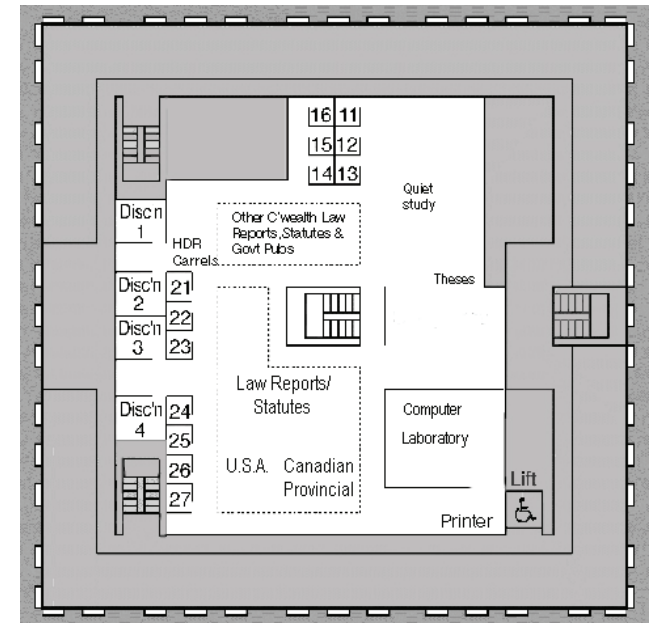 16 11
15 12
14 13
Quiet
study
Disc'n
1
Other C'wealth Law
Reports,Statutes &
Govt Pubs
HDR
Carrels
Theses
Disc'n
2
21
22
Disc'n
3
23
Law Reports/
Statutes
Disc'n
4
24
25
26
27
Computer
Laboratory
U.S.A. Canadian
Provincial
Lift
Printer